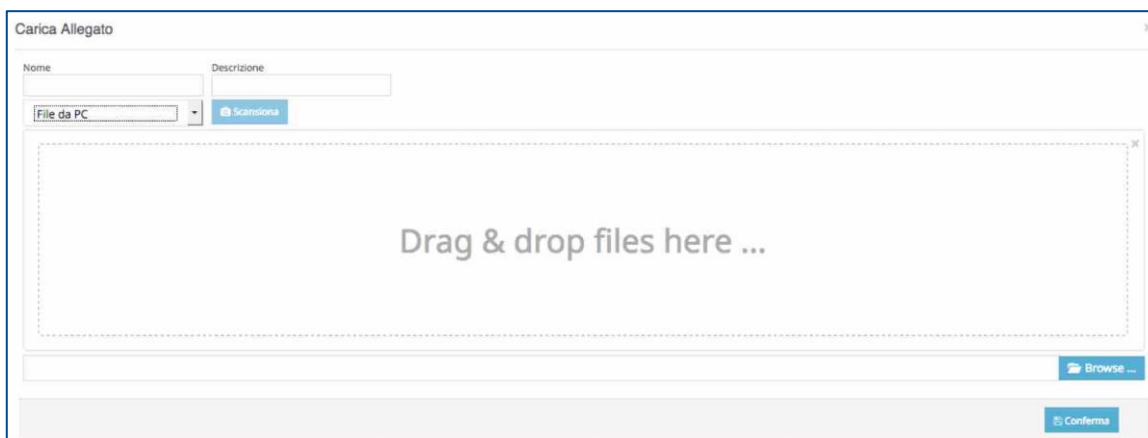 Carica Allegato
Nome Descrizione
File da PC Scansiona
Drag & drop files here ...
Browse ...
Conferma